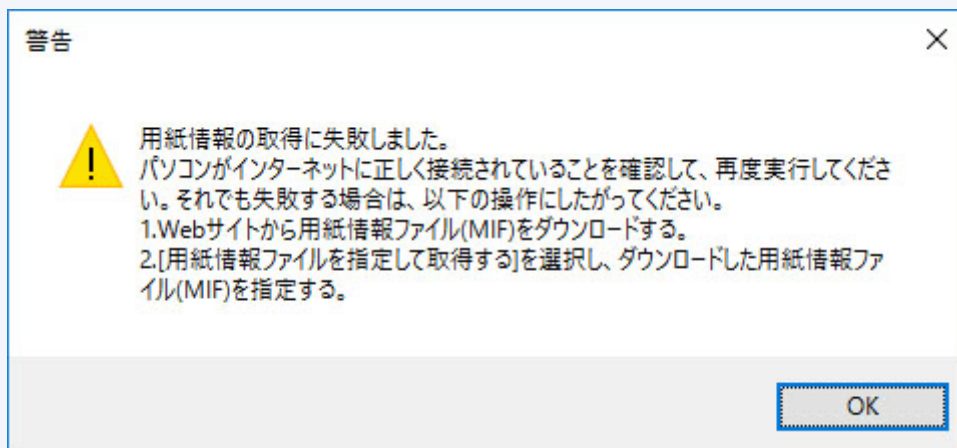 警告
用紙情報の取得に失敗しました。
パソコンがインターネットに正しく接続されていることを確認して、再度実行してくださ
い。それでも失敗する場合は、以下の操作にしたがってください。
1.Webサイトから用紙情報ファイル(MIF)をダウンロードする。
2.[用紙情報ファイルを指定して取得する]を選択し、ダウンロードした用紙情報ファ
イル(MIF)を指定する。
OK